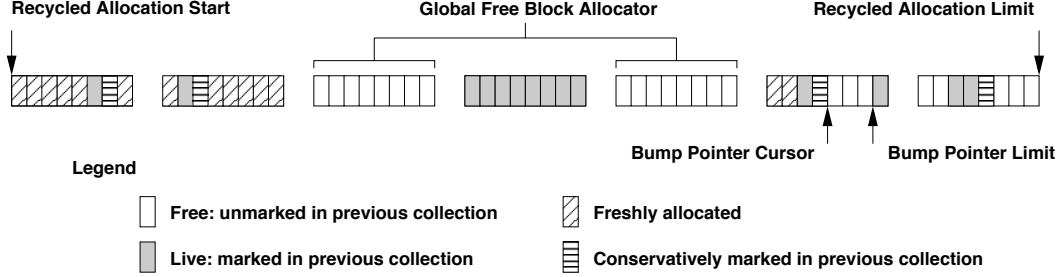 Recycled Allocation Start
Global Free Block Allocator
Recycled Allocation Limit
Bump Pointer Cursor
Bump Pointer Limit
Legend
Free: unmarked in previous collection
Freshly allocated
Live: marked in previous collection
Conservatively marked in previous collection